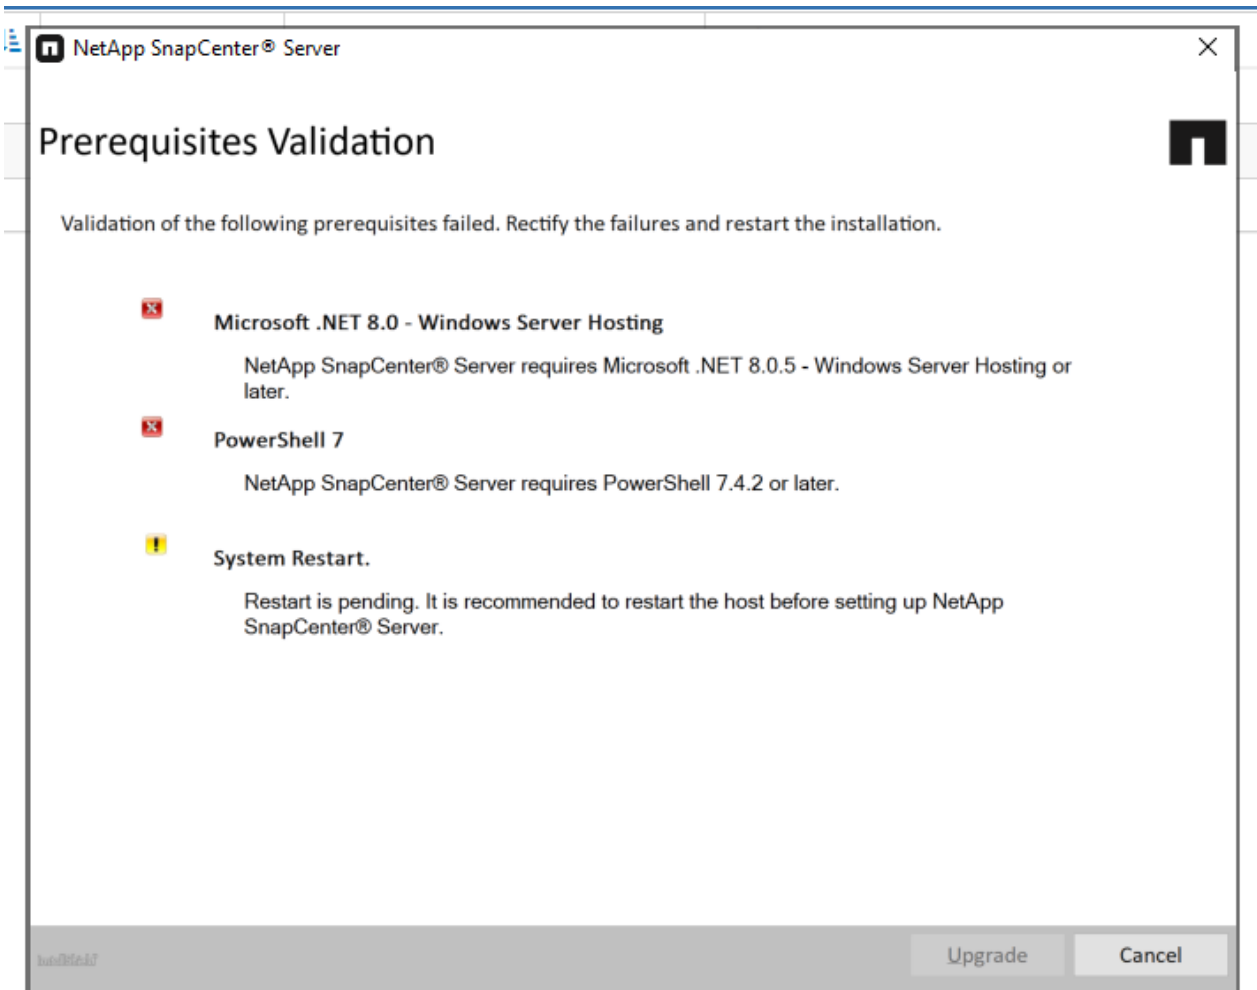 NetApp SnapCenter® Server
Prerequisites Validation
Validation of the following prerequisites failed. Rectify the failures and restart the installation.
Microsoft .NET 8.0 - Windows Server Hosting
NetApp SnapCenter® Server requires Microsoft .NET 8.0.5 - Windows Server Hosting or
later.
PowerShell 7
NetApp SnapCenter® Server requires PowerShell 7.4.2 or later.
System Restart.
Restart is pending. It is recommended to restart the host before setting up NetApp
SnapCenter® Server.
InstallShield
Upgrade
Cancel